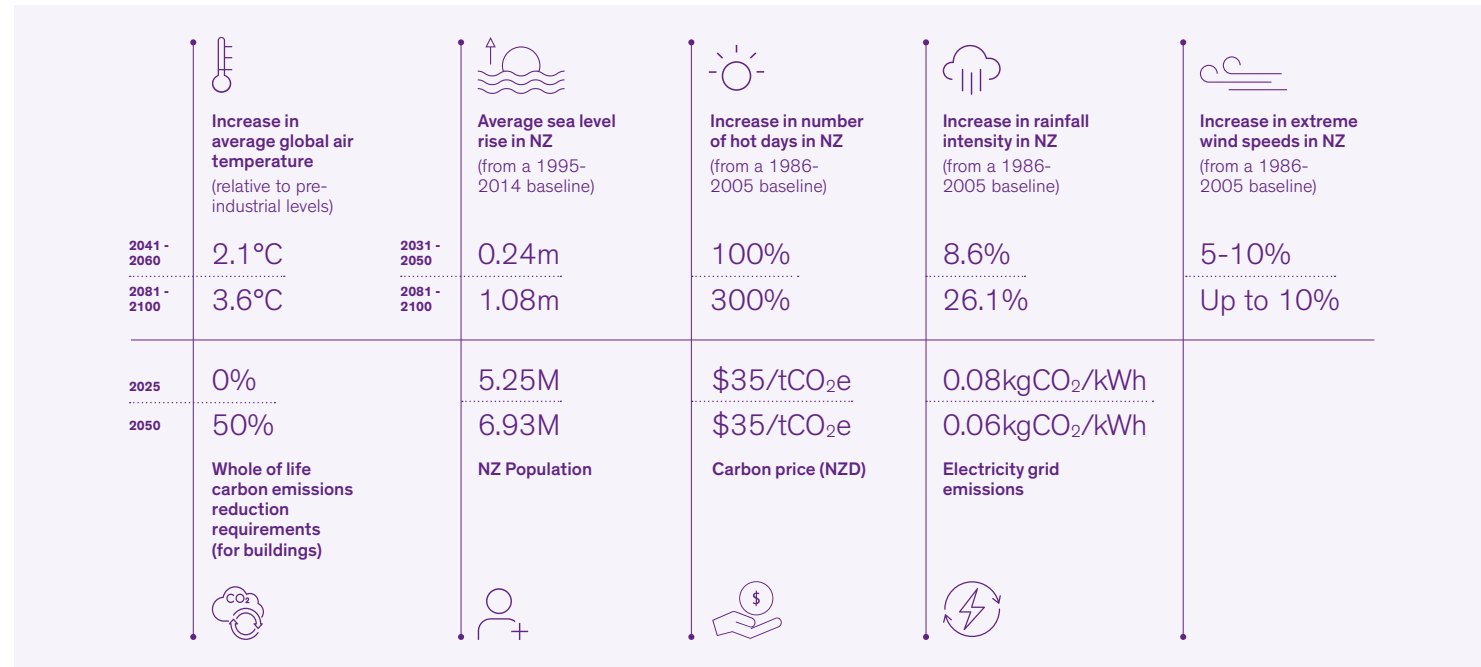 Increase in
average global air
temperature
(relative to pre-
industrial levels)
Average sea level
rise in NZ
(from a 1995-
2014 baseline)
Increase in number
of hot days in NZ
(from a 1986-
2005 baseline)
Increase in rainfall
intensity in NZ
(from a 1986-
2005 baseline)
Increase in extreme
wind speeds in NZ
(from a 1986-
2005 baseline)
2041 -
2060
2.1°C
2031 -
2050
0.24m
100%
8.6%
5-10%
2081 -
2100
3.6°C
2081 -
2100
1.08m
300%
26.1%
Up to 10%
2025
0%
5.25M
$35/tCO₂e
0.08kgCO₂/kWh
2050
50%
6.93M
$35/tCO₂e
0.06kgCO₂/kWh
Whole of life
carbon emissions
reduction
requirements
(for buildings)
NZ Population
Carbon price (NZD)
Electricity grid
emissions
CO₂
$